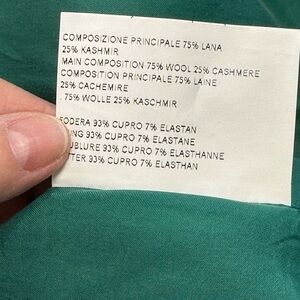 COMPOSIZIONE PRINCIPALE 75% LANA
25% KASHMIR
MAIN COMPOSITION 75% WOOL 25% CASHMERE
COMPOSITION PRINCIPALE 75% LAINE
25% CACHEMIRE
. 75% WOLLE 25% KASCHMIR
FODERA 93% CUPRO 7% ELASTAN
NG 93% CUPRO 7% ELASTANE
UBLURE 93% CUPRO 7% ELASTHANNE
TER 93% CUPRO 7% ELASTHAN